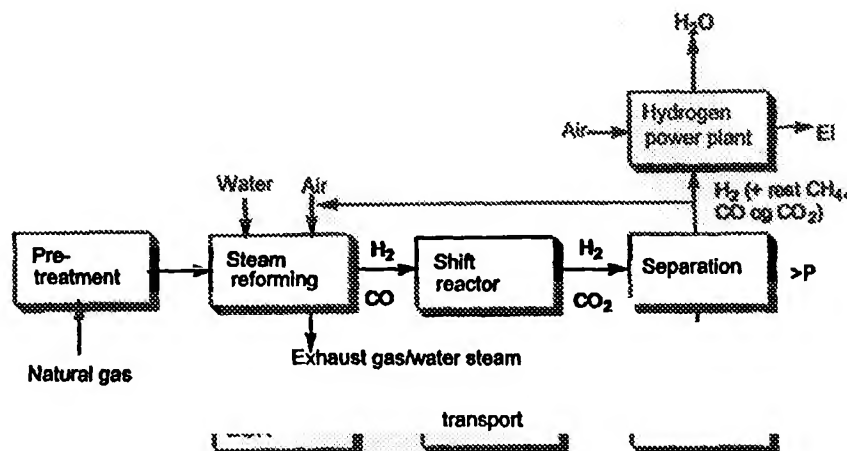 H₂O
Hydrogen
power plant
Air
El
H₂ (+ rest CH₄,
CO og CO₂)
Water
Air
Pre-
treatment
Steam
reforming
H₂
CO
Shift
reactor
H₂
CO₂
Separation
>P
Natural gas
Exhaust gas/water steam
transport